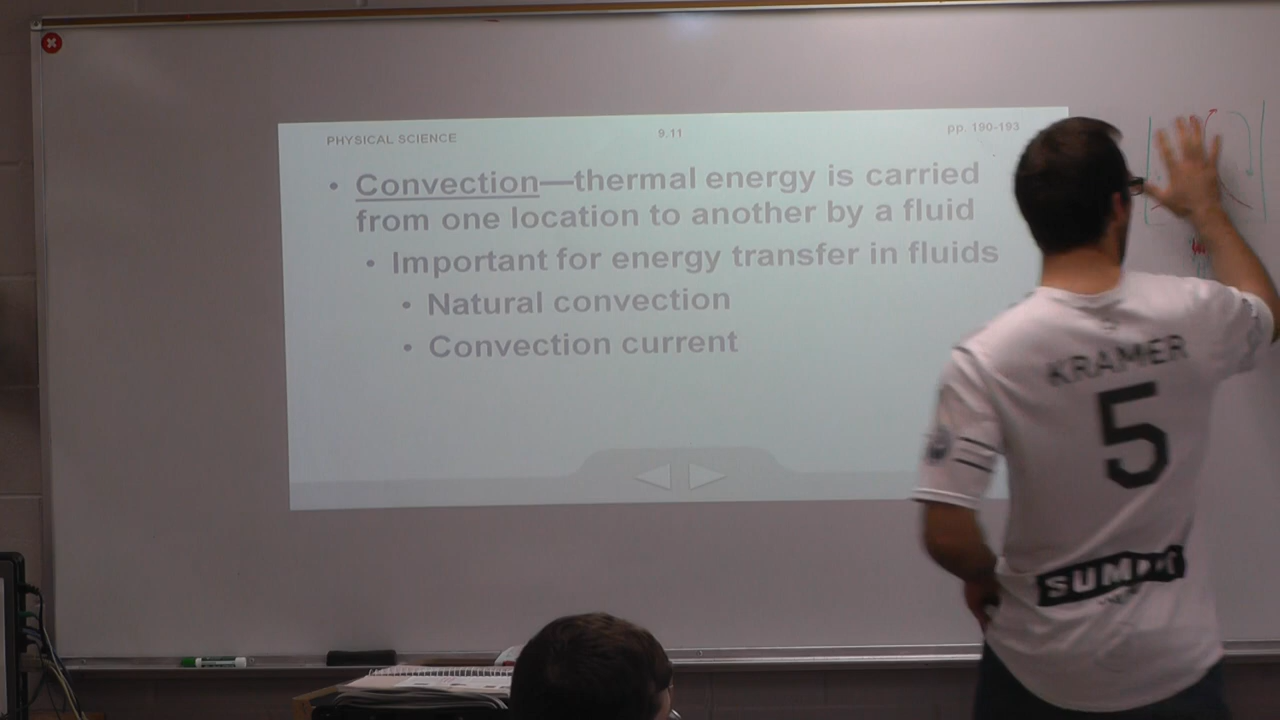 PHYSICAL SCIENCE 9.11 pp. 190-193
• Convection—thermal energy is carried
from one location to another by a fluid
• Important for energy transfer in fluids
• Natural convection
• Convection current
KRAMER
5
SUMMIT